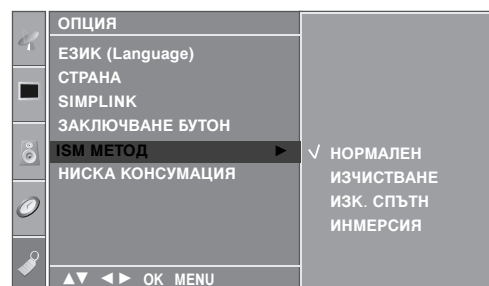 ОПЦИЯ
ЕЗИК (Language)
СТРАНА
SIMPLINK
ЗАКЛЮЧВАНЕ БУТОН
ISM МЕТОД ►
НИСКА КОНСУМАЦИЯ
√ НОРМАЛЕН
ИЗЧИСТВАНЕ
ИЗК. СПЪТН
ИНМЕРСИЯ
▲▼ ◄► OK MENU